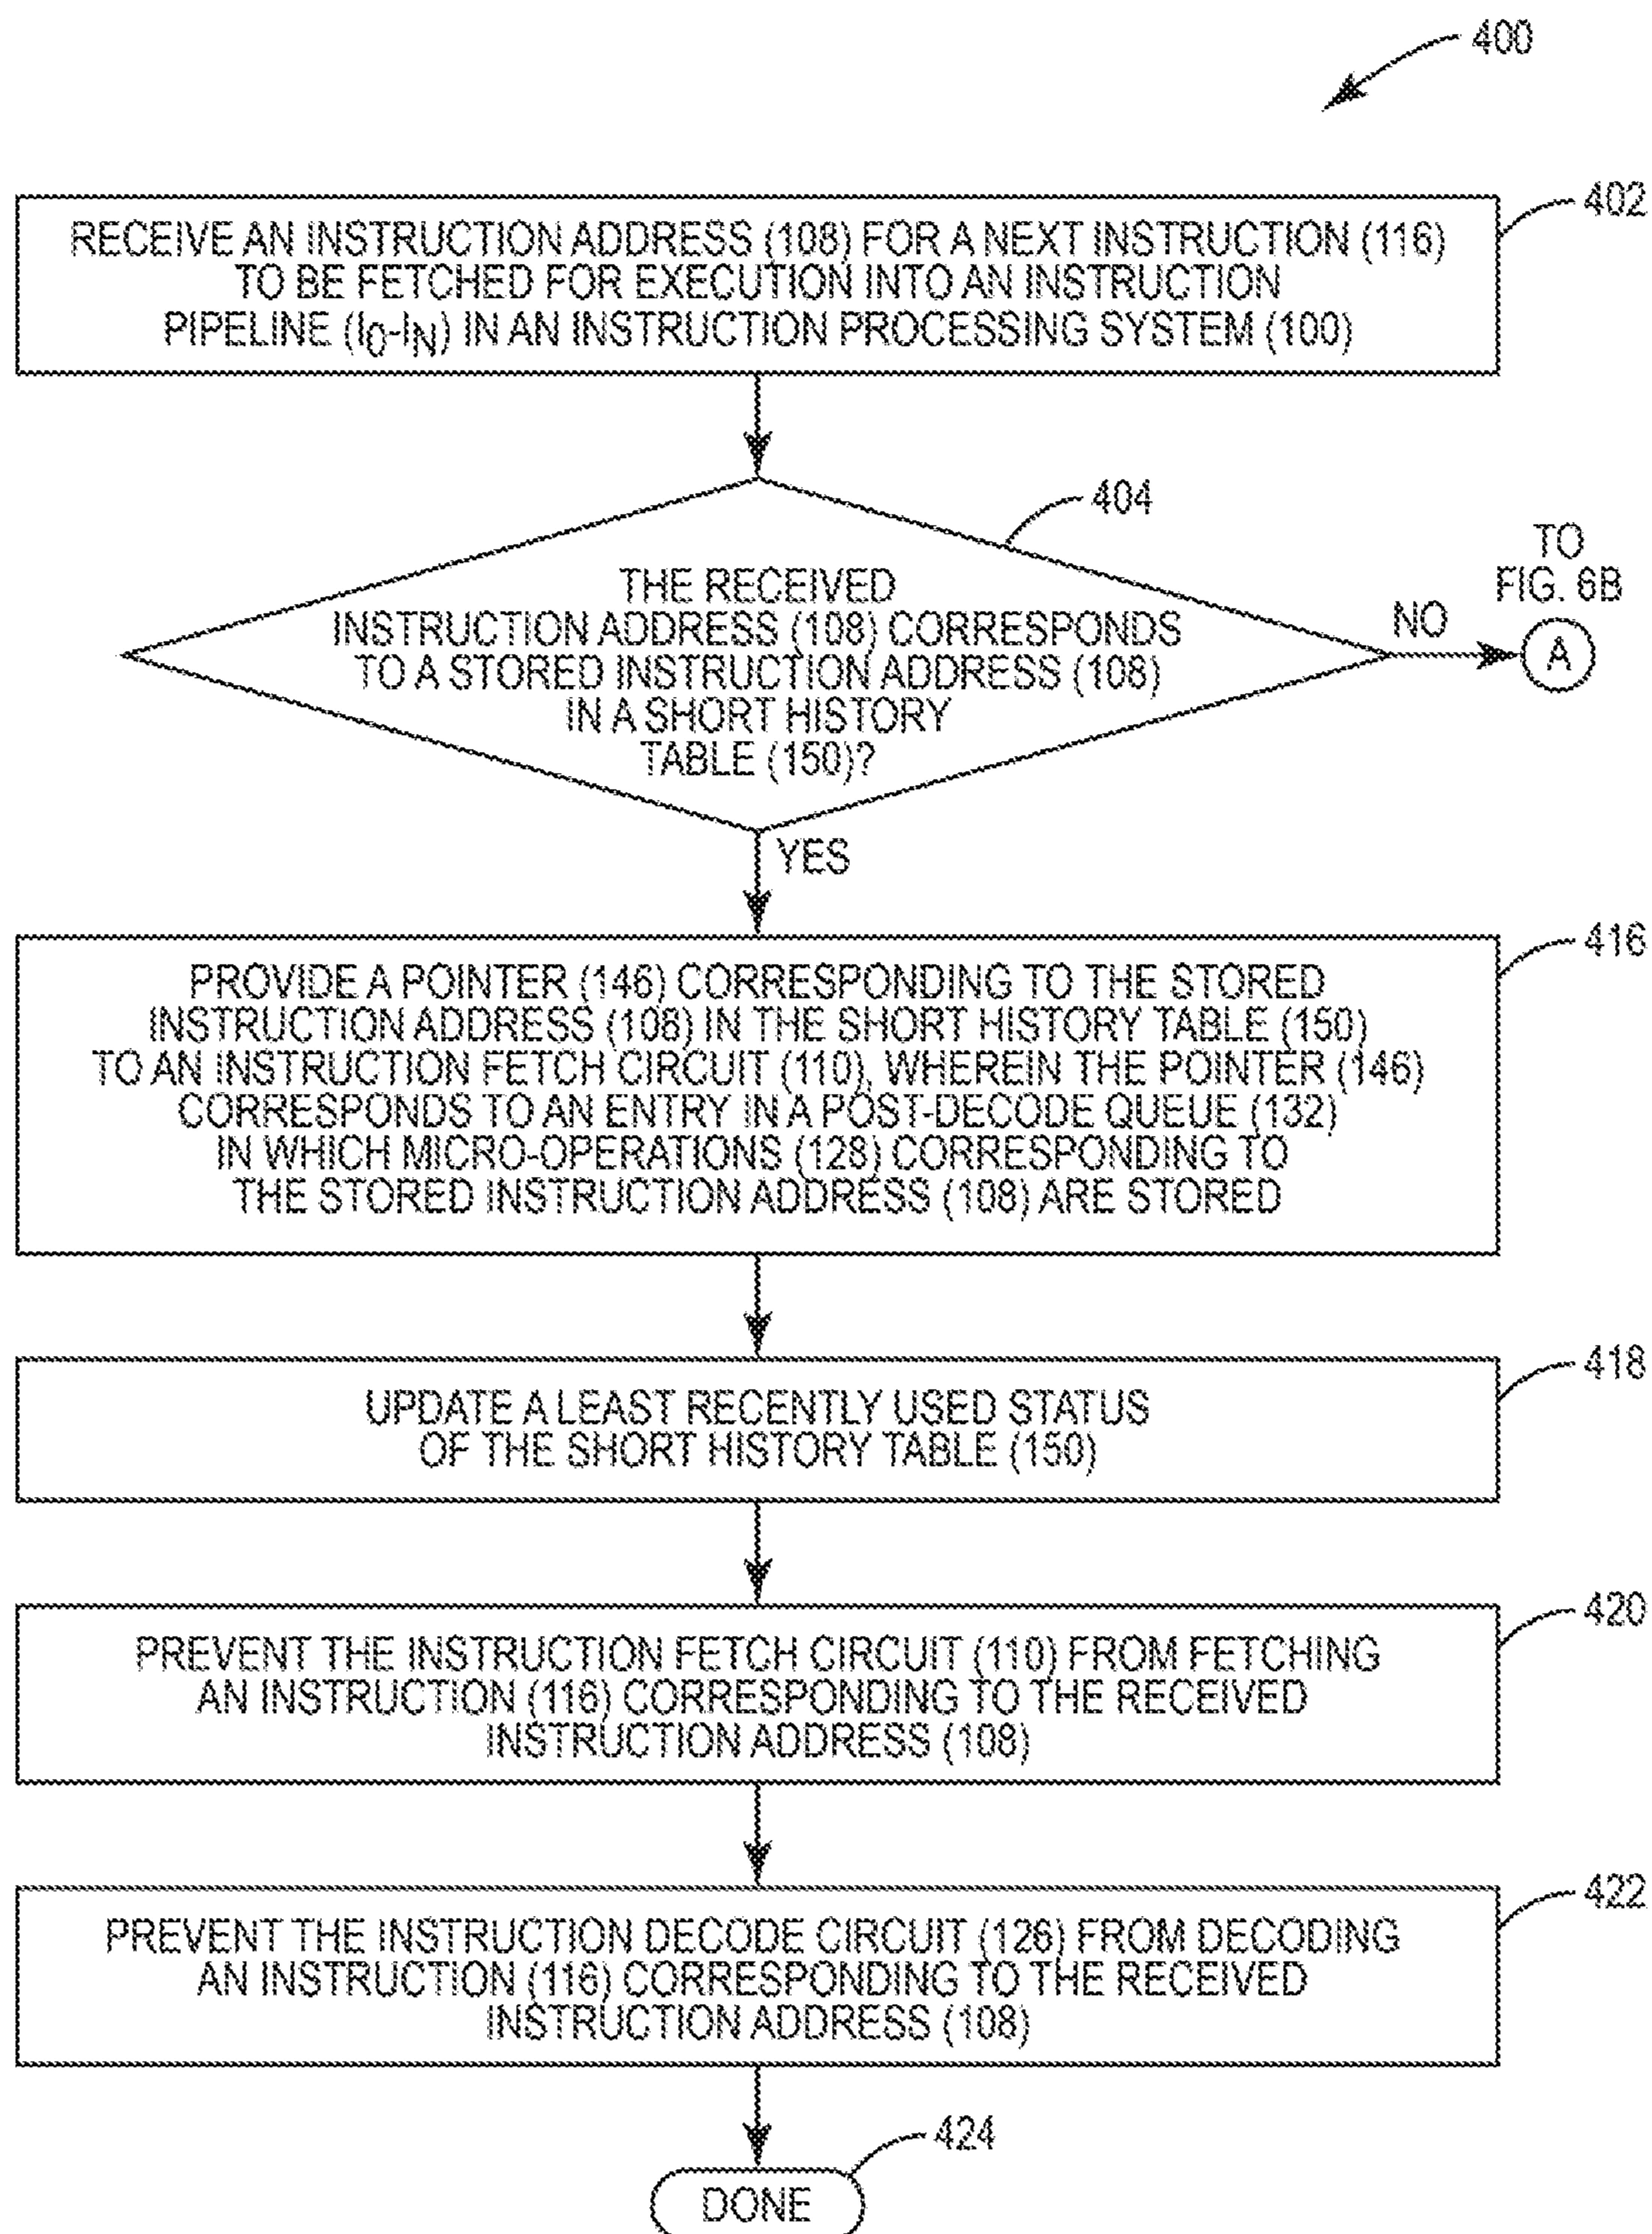 400
402
RECEIVE AN INSTRUCTION ADDRESS (108) FOR A NEXT INSTRUCTION (116)
TO BE FETCHED FOR EXECUTION INTO AN INSTRUCTION
PIPELINE (I0-IN) IN AN INSTRUCTION PROCESSING SYSTEM (100)
404
THE RECEIVED
INSTRUCTION ADDRESS (108) CORRESPONDS
TO A STORED INSTRUCTION ADDRESS (108)
IN A SHORT HISTORY
TABLE (150)?
NO
TO
FIG. 6B
A
YES
416
PROVIDE A POINTER (146) CORRESPONDING TO THE STORED
INSTRUCTION ADDRESS (108) IN THE SHORT HISTORY TABLE (150)
TO AN INSTRUCTION FETCH CIRCUIT (110), WHEREIN THE POINTER (146)
CORRESPONDS TO AN ENTRY IN A POST-DECODE QUEUE (132)
IN WHICH MICRO-OPERATIONS (128) CORRESPONDING TO
THE STORED INSTRUCTION ADDRESS (108) ARE STORED
418
UPDATE A LEAST RECENTLY USED STATUS
OF THE SHORT HISTORY TABLE (150)
420
PREVENT THE INSTRUCTION FETCH CIRCUIT (110) FROM FETCHING
AN INSTRUCTION (116) CORRESPONDING TO THE RECEIVED
INSTRUCTION ADDRESS (108)
422
PREVENT THE INSTRUCTION DECODE CIRCUIT (126) FROM DECODING
AN INSTRUCTION (116) CORRESPONDING TO THE RECEIVED
INSTRUCTION ADDRESS (108)
424
DONE